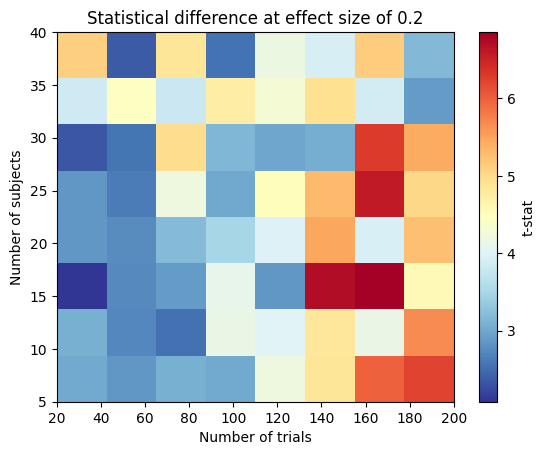 Statistical difference at effect size of 0.2
40
35
30
25
20
15
10
5
Number of subjects
20 40 60 80 100 120 140 160 180 200
Number of trials
6
5
4
3
t-stat